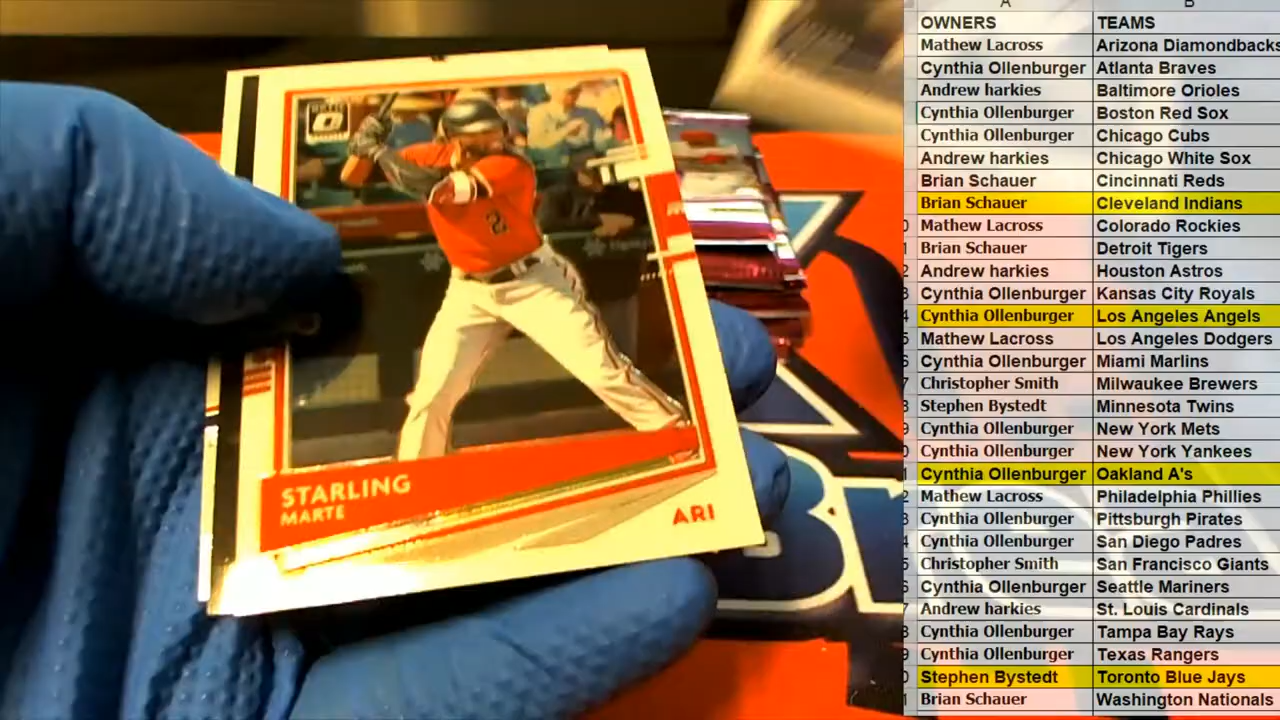 A B
OWNERS TEAMS
Mathew Lacross Arizona Diamondbacks
Cynthia Ollenburger Atlanta Braves
Andrew harkies Baltimore Orioles
Cynthia Ollenburger Boston Red Sox
Cynthia Ollenburger Chicago Cubs
Andrew harkies Chicago White Sox
Brian Schauer Cincinnati Reds
Brian Schauer Cleveland Indians
Mathew Lacross Colorado Rockies
Brian Schauer Detroit Tigers
Andrew harkies Houston Astros
Cynthia Ollenburger Kansas City Royals
Cynthia Ollenburger Los Angeles Angels
Mathew Lacross Los Angeles Dodgers
Cynthia Ollenburger Miami Marlins
Christopher Smith Milwaukee Brewers
Stephen Bystedt Minnesota Twins
Cynthia Ollenburger New York Mets
Cynthia Ollenburger New York Yankees
Cynthia Ollenburger Oakland A's
Mathew Lacross Philadelphia Phillies
Cynthia Ollenburger Pittsburgh Pirates
Cynthia Ollenburger San Diego Padres
Christopher Smith San Francisco Giants
Cynthia Ollenburger Seattle Mariners
Andrew harkies St. Louis Cardinals
Cynthia Ollenburger Tampa Bay Rays
Cynthia Ollenburger Texas Rangers
Stephen Bystedt Toronto Blue Jays
Brian Schauer Washington Nationals
2
STARLING
MARTE
ARI